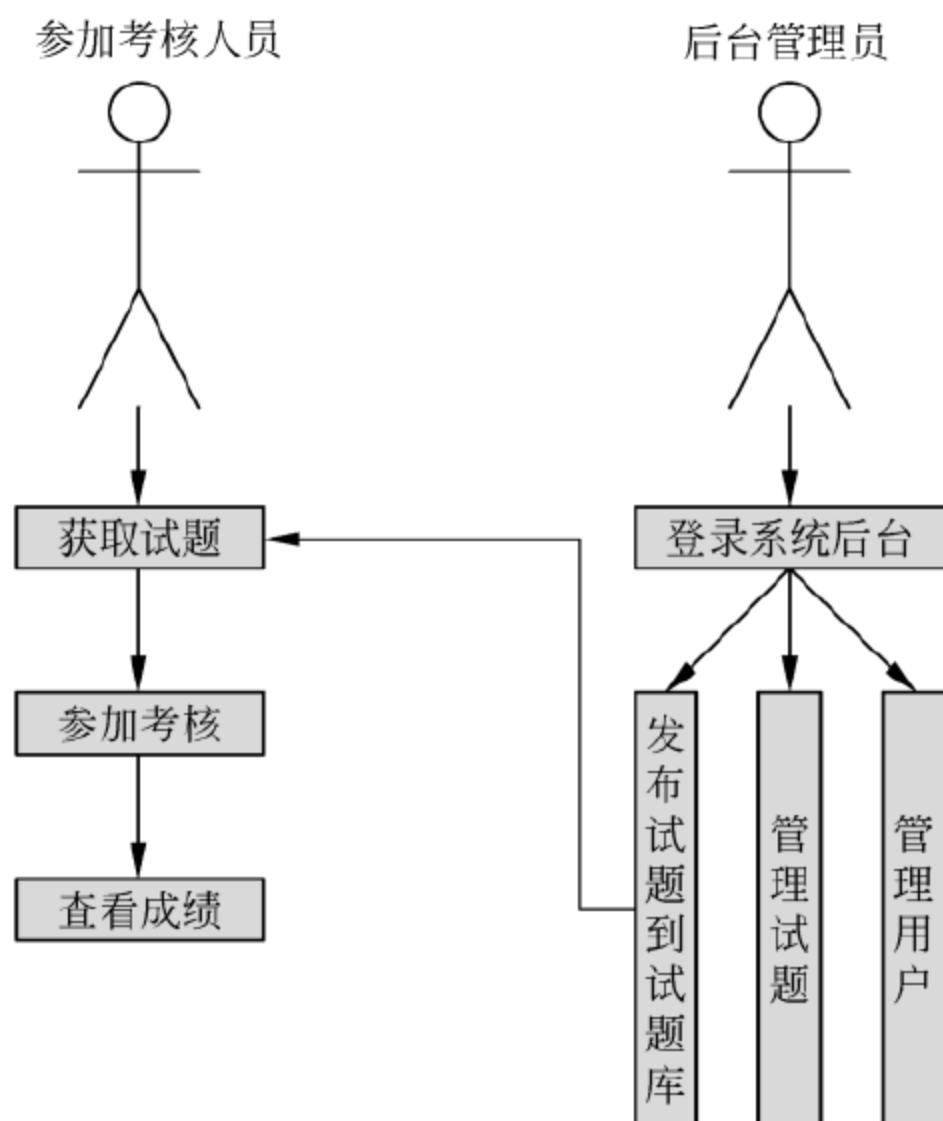 参加考核人员
后台管理员
获取试题
登录系统后台
参加考核
查看成绩
发布试题到试题库
管理试题
管理用户